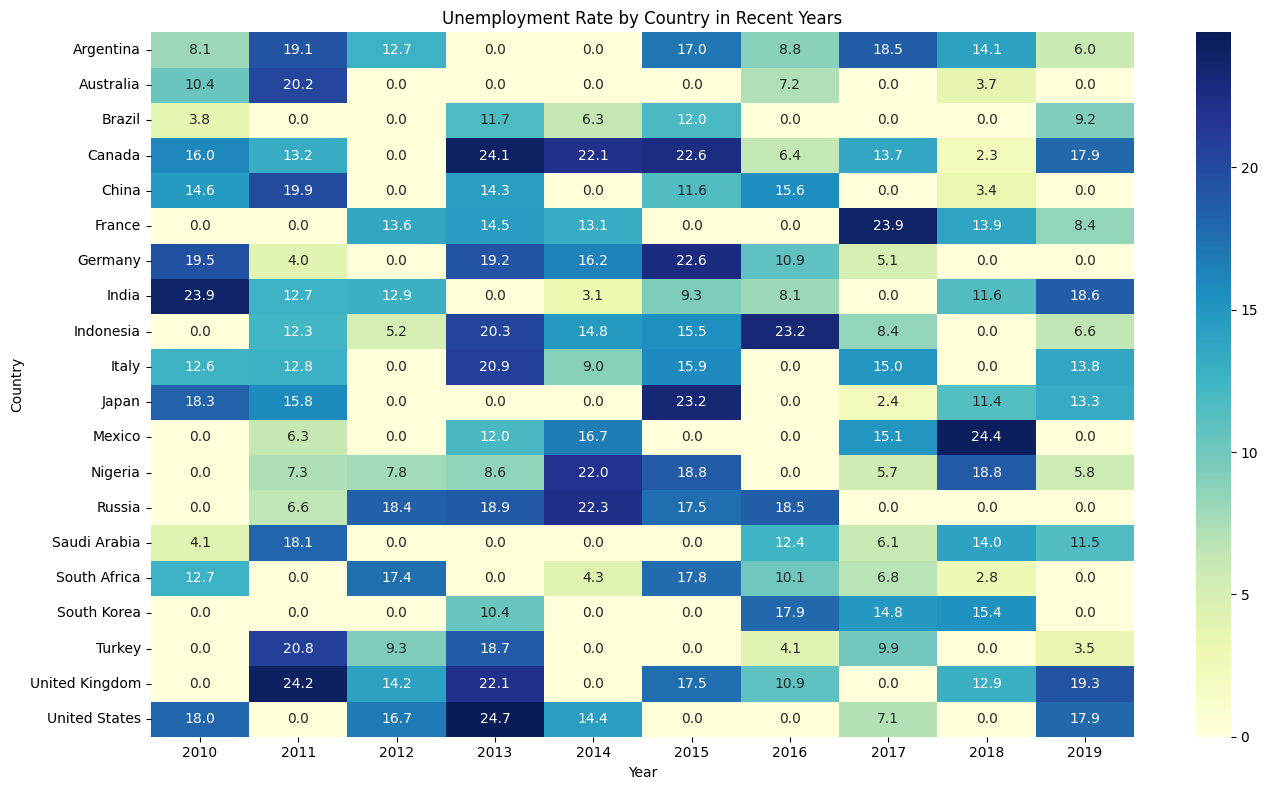 Unemployment Rate by Country in Recent Years
Argentina 8.1 19.1 12.7 0.0 0.0 17.0 8.8 18.5 14.1 6.0
Australia 10.4 20.2 0.0 0.0 0.0 0.0 7.2 0.0 3.7 0.0
Brazil 3.8 0.0 0.0 11.7 6.3 12.0 0.0 0.0 0.0 9.2
Canada 16.0 13.2 0.0 24.1 22.1 22.6 6.4 13.7 2.3 17.9
China 14.6 19.9 0.0 14.3 0.0 11.6 15.6 0.0 3.4 0.0
France 0.0 0.0 13.6 14.5 13.1 0.0 0.0 23.9 13.9 8.4
Germany 19.5 4.0 0.0 19.2 16.2 22.6 10.9 5.1 0.0 0.0
India 23.9 12.7 12.9 0.0 3.1 9.3 8.1 0.0 11.6 18.6
Indonesia 0.0 12.3 5.2 20.3 14.8 15.5 23.2 8.4 0.0 6.6
Italy 12.6 12.8 0.0 20.9 9.0 15.9 0.0 15.0 0.0 13.8
Japan 18.3 15.8 0.0 0.0 0.0 23.2 0.0 2.4 11.4 13.3
Mexico 0.0 6.3 0.0 12.0 16.7 0.0 0.0 15.1 24.4 0.0
Nigeria 0.0 7.3 7.8 8.6 22.0 18.8 0.0 5.7 18.8 5.8
Russia 0.0 6.6 18.4 18.9 22.3 17.5 18.5 0.0 0.0 0.0
Saudi Arabia 4.1 18.1 0.0 0.0 0.0 0.0 12.4 6.1 14.0 11.5
South Africa 12.7 0.0 17.4 0.0 4.3 17.8 10.1 6.8 2.8 0.0
South Korea 0.0 0.0 0.0 10.4 0.0 0.0 17.9 14.8 15.4 0.0
Turkey 0.0 20.8 9.3 18.7 0.0 0.0 4.1 9.9 0.0 3.5
United Kingdom 0.0 24.2 14.2 22.1 0.0 17.5 10.9 0.0 12.9 19.3
United States 18.0 0.0 16.7 24.7 14.4 0.0 0.0 7.1 0.0 17.9
2010 2011 2012 2013 2014 2015 2016 2017 2018 2019
Year
Country
20
15
10
5
0